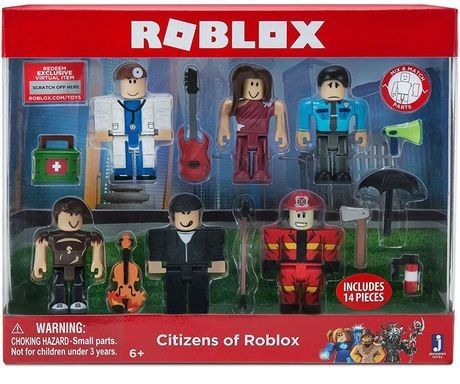 ROBLOX
REDEEM
EXCLUSIVE
VIRTUAL ITEM
SCRATCH OFF HERE
ROBLOX.COM/TOYS
MIX & MATCH
PARTS
INCLUDES
14 PIECES
WARNING:
CHOKING HAZARD-Small parts.
Not for children under 3 years.
6+
Citizens of Roblox